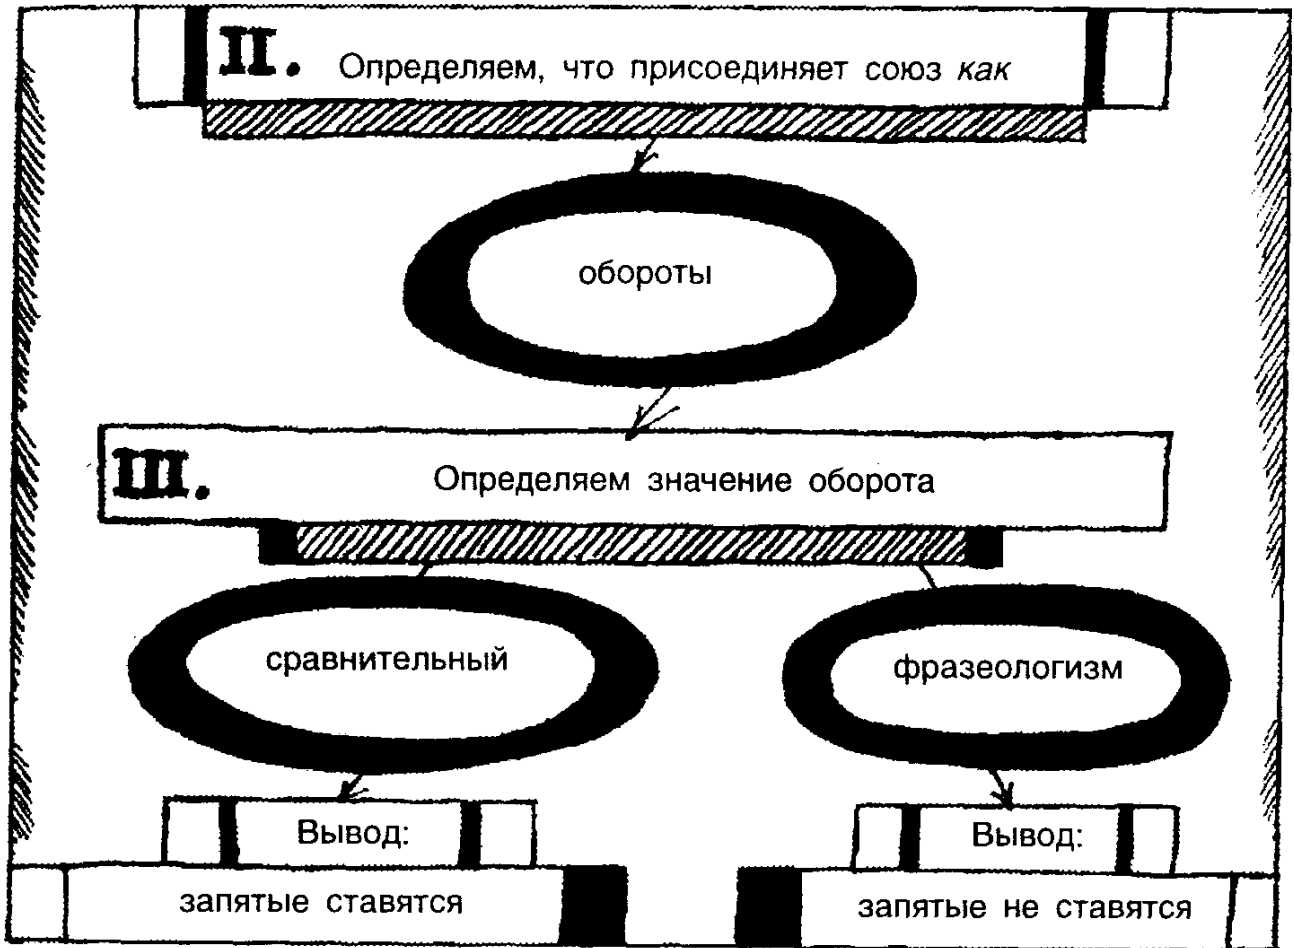 II. Определяем, что присоединяет союз как
обороты
III. Определяем значение оборота
сравнительный
фразеологизм
Вывод:
Вывод:
запятые ставятся
запятые не ставятся